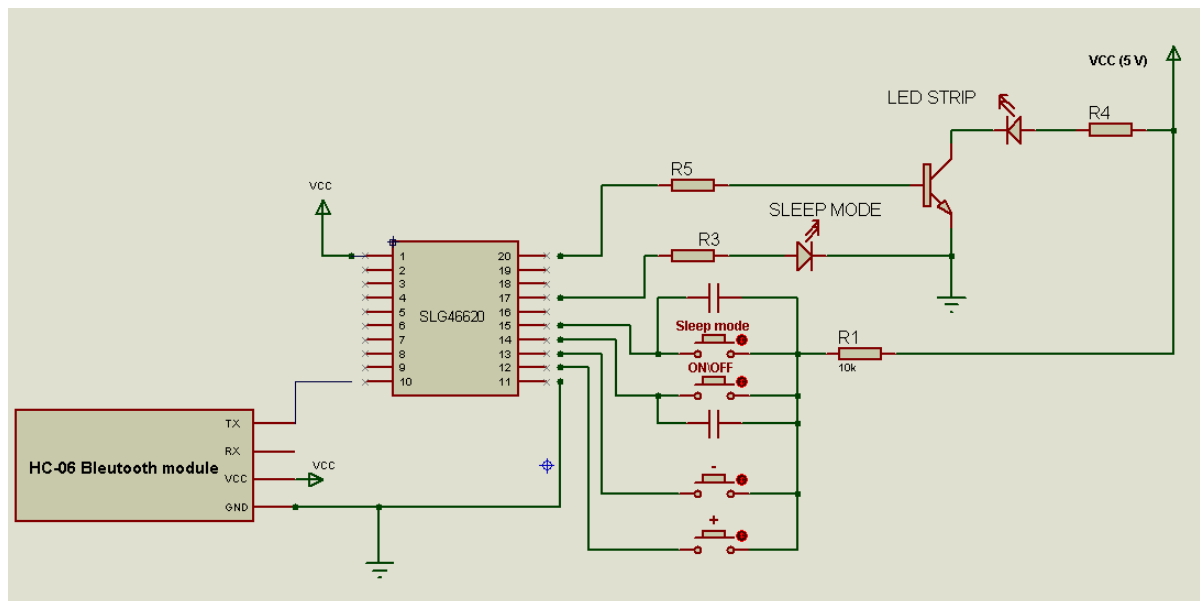 VCC (5 V)
LED STRIP
R4
R5
VCC
SLEEP MODE
R3
1
2
3
4
5
6
7
8
9
10
SLG46620
20
19
18
17
16
15
14
13
12
11
Sleep mode
R1
10k
ON\OFF
TX
RX
HC-06 Bleutooth module
VCC
GND
VCC
-
+